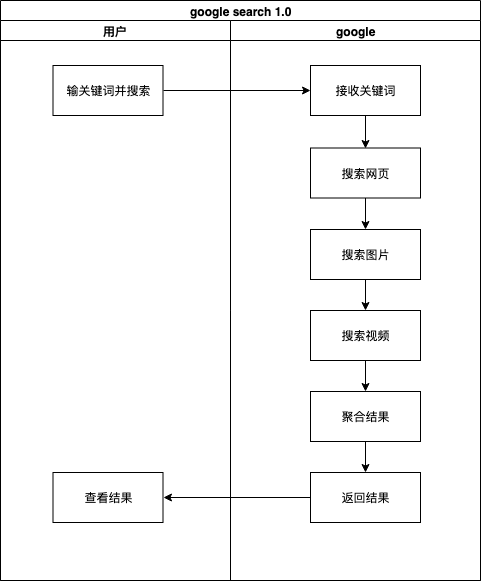 google search 1.0
用户
google
输关键词并搜索
接收关键词
搜索网页
搜索图片
搜索视频
聚合结果
查看结果
返回结果